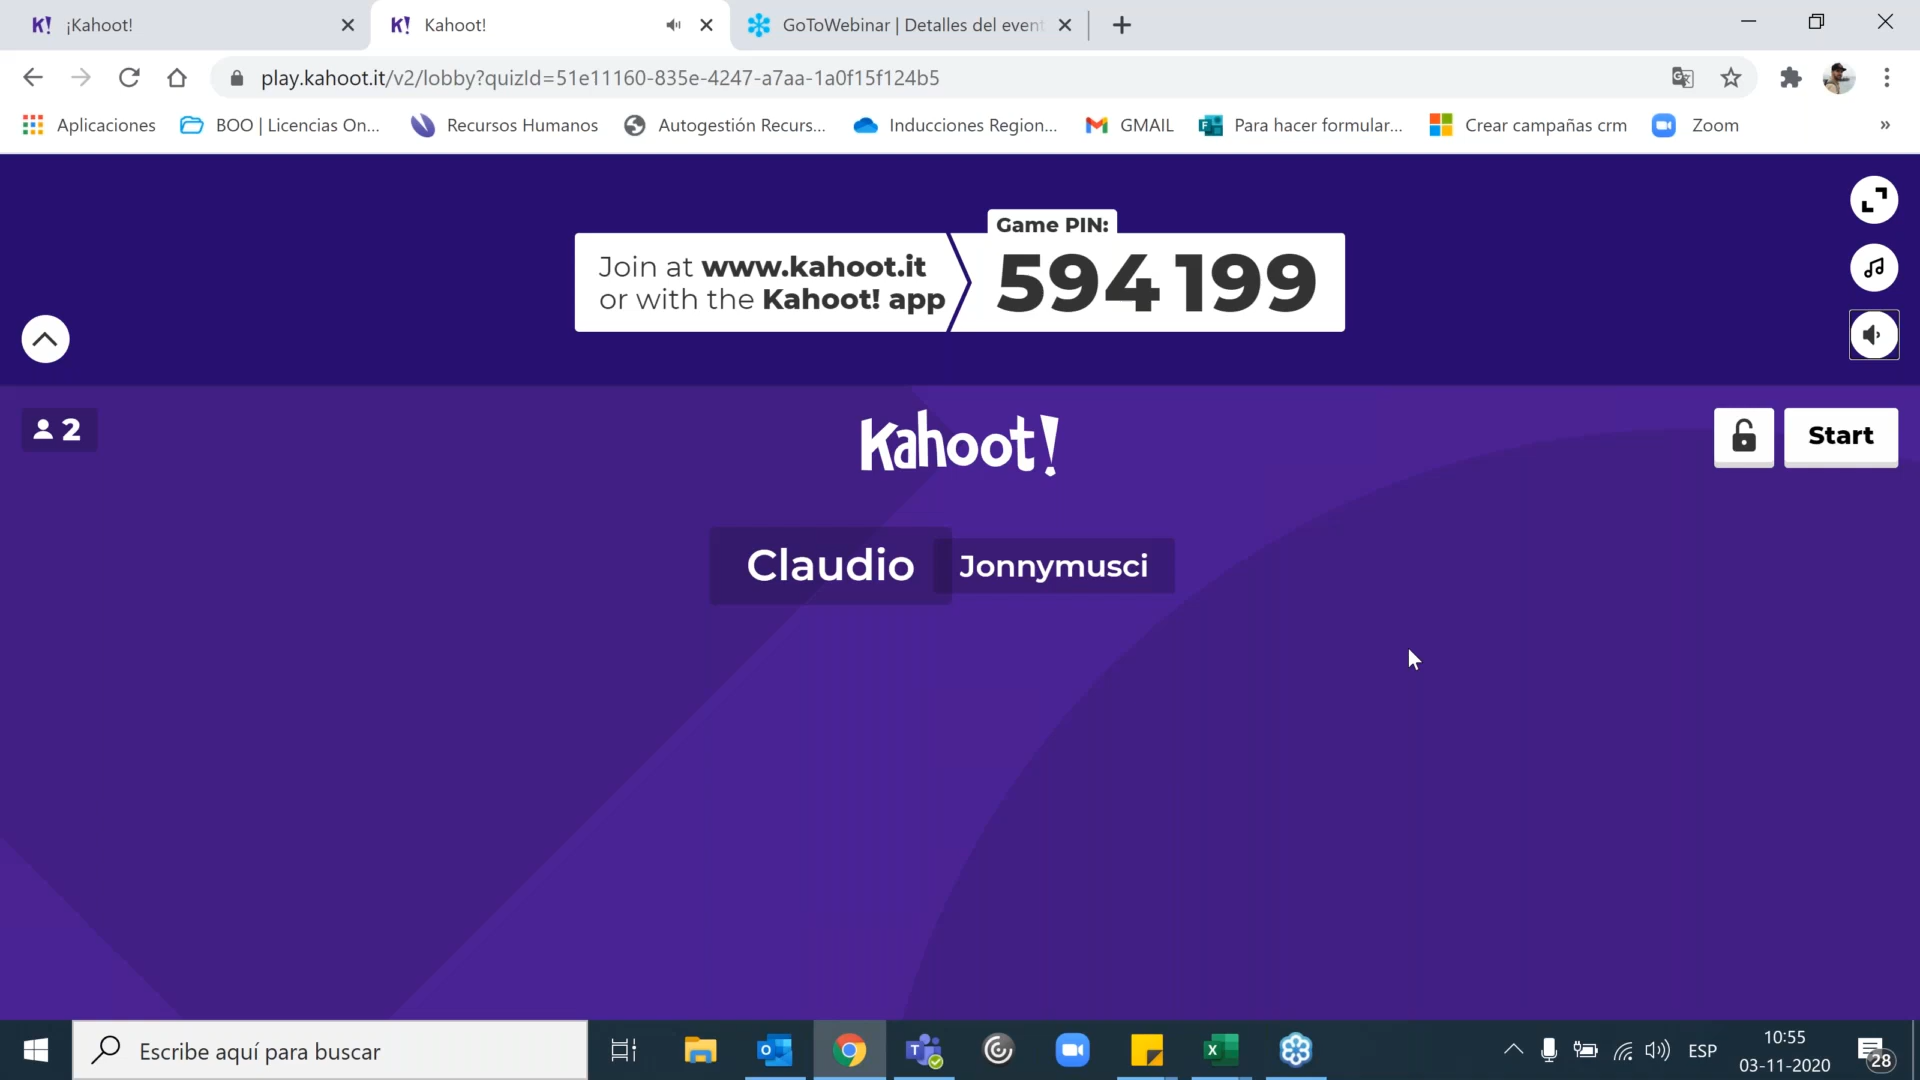 ¡Kahoot!
Kahoot!
GoToWebinar | Detalles del event
play.kahoot.it/v2/lobby?quizId=51e11160-835e-4247-a7aa-1a0f15f124b5
Aplicaciones
BOO | Licencias On...
Recursos Humanos
Autogestión Recurs...
Inducciones Region...
GMAIL
Para hacer formular...
Crear campañas crm
Zoom
»
Game PIN:
Join at www.kahoot.it
or with the Kahoot! app
594 199
2
Kahoot!
Start
Claudio
Jonnymusci
Escribe aquí para buscar
ESP
10:55
03-11-2020
28